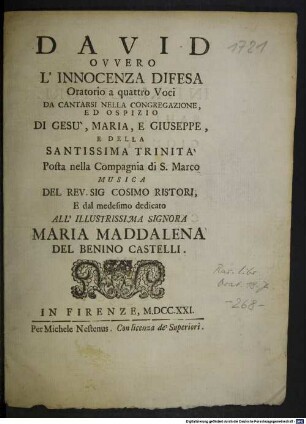 1721
DAVID
OVVERO
L'INNOCENZA DIFESA
Oratorio a quattro Voci
DA CANTARSI NELLA CONGREGAZIONE,
ED OSPIZIO
DI GESU', MARIA, E GIUSEPPE,
E DELLA
SANTISSIMA TRINITA'
Posta nella Compagnia di S. Marco
MUSICA
DEL REV. SIG COSIMO RISTORI,
E dal medesimo dedicato
ALL' ILLUSTRISSIMA SIGNORA
MARIA MADDALENA
DEL BENINO CASTELLI.
IN FIRENZE, M.DCC.XXI.
Per Michele Nestenus. Con licenza de' Superiori.
-268-